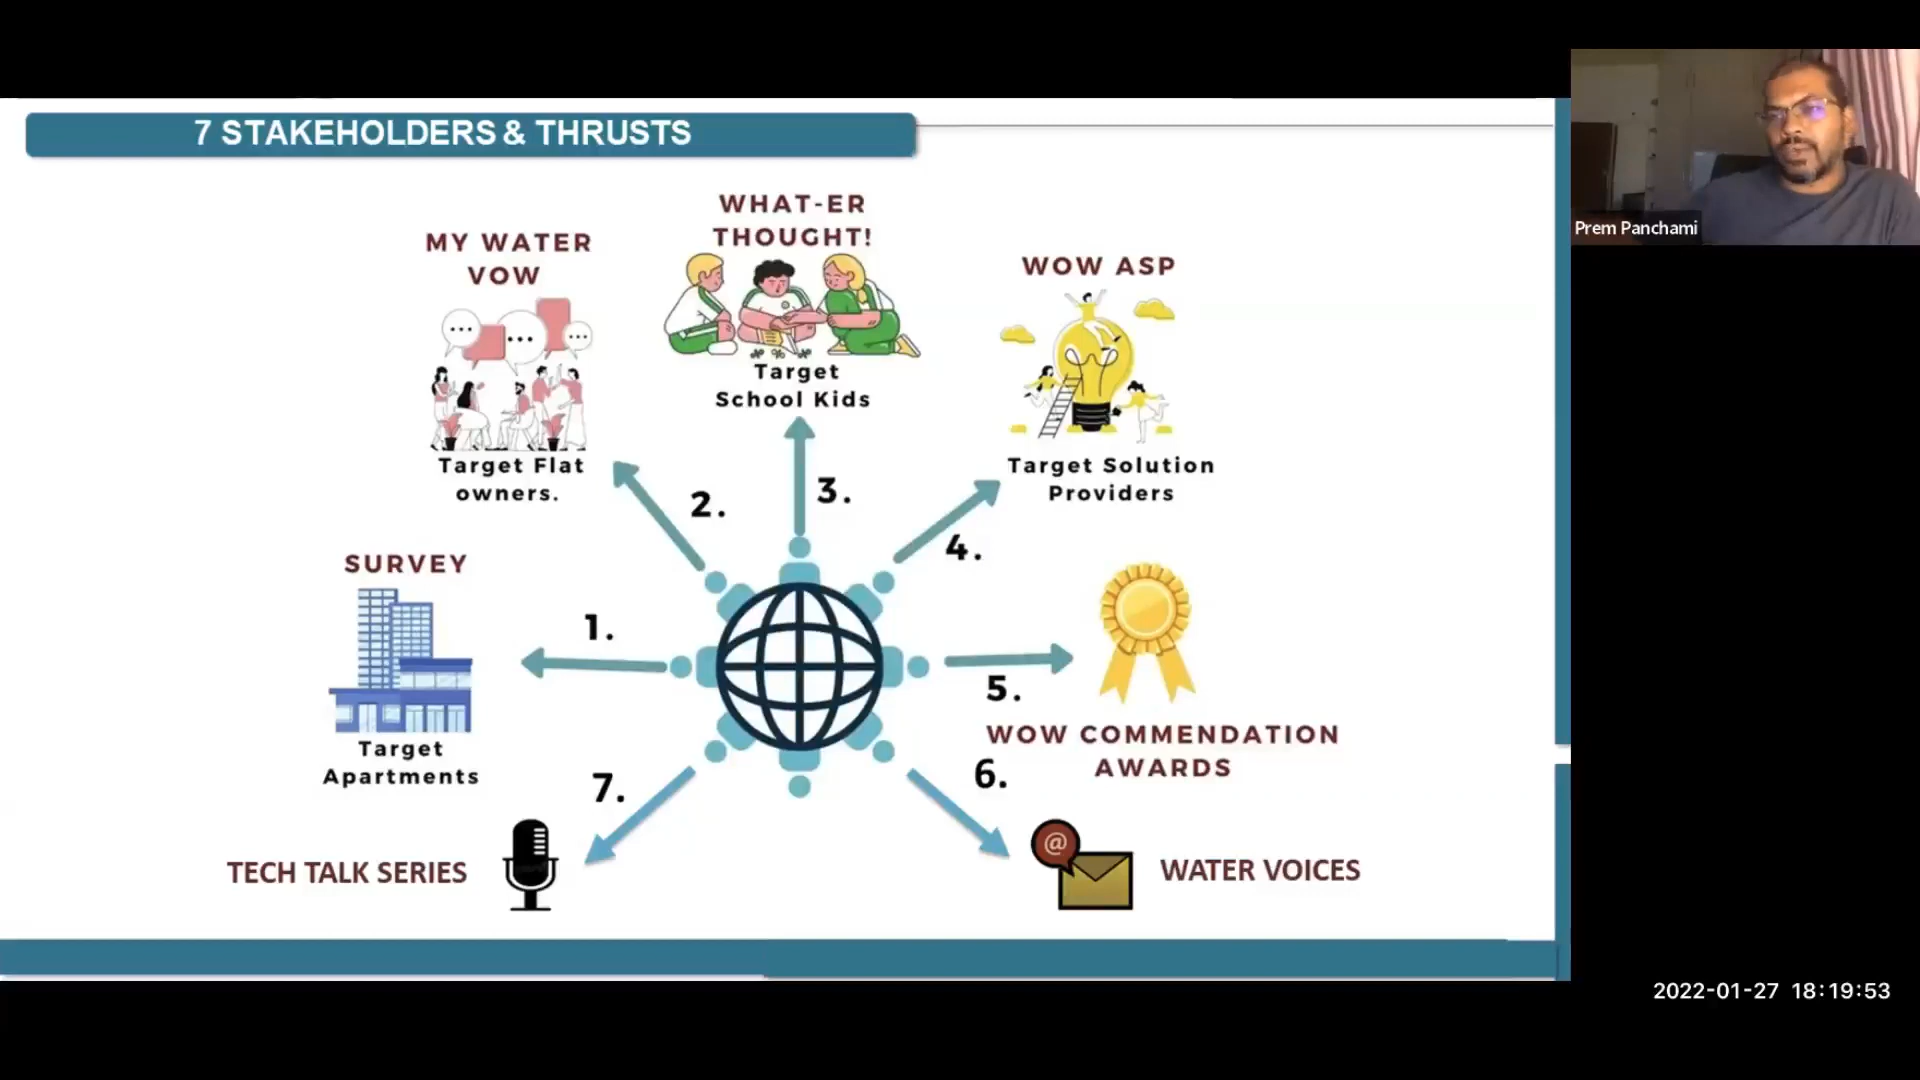 7 STAKEHOLDERS & THRUSTS
WHAT-ER
THOUGHT!
Target
School Kids
MY WATER
VOW
Target Flat
owners.
WOW ASP
Target Solution
Providers
Prem Panchami
2.
3.
4.
SURVEY
Target
Apartments
1.
5.
WOW COMMENDATION
AWARDS
7.
6.
TECH TALK SERIES
@
WATER VOICES
2022-01-27 18:19:53